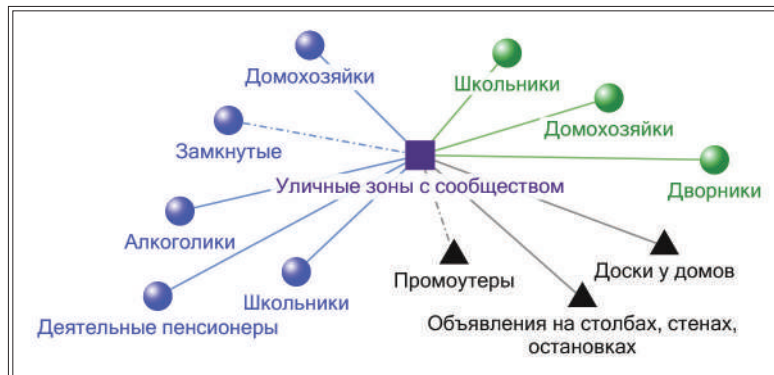 Домохозяйки
Школьники
Домохозяйки
Замкнутые
Уличные зоны с сообществом
Дворники
Алкоголики
Промоутеры
Доски у домов
Школьники
Деятельные пенсионеры
Объявления на столбах, стенах,
остановках